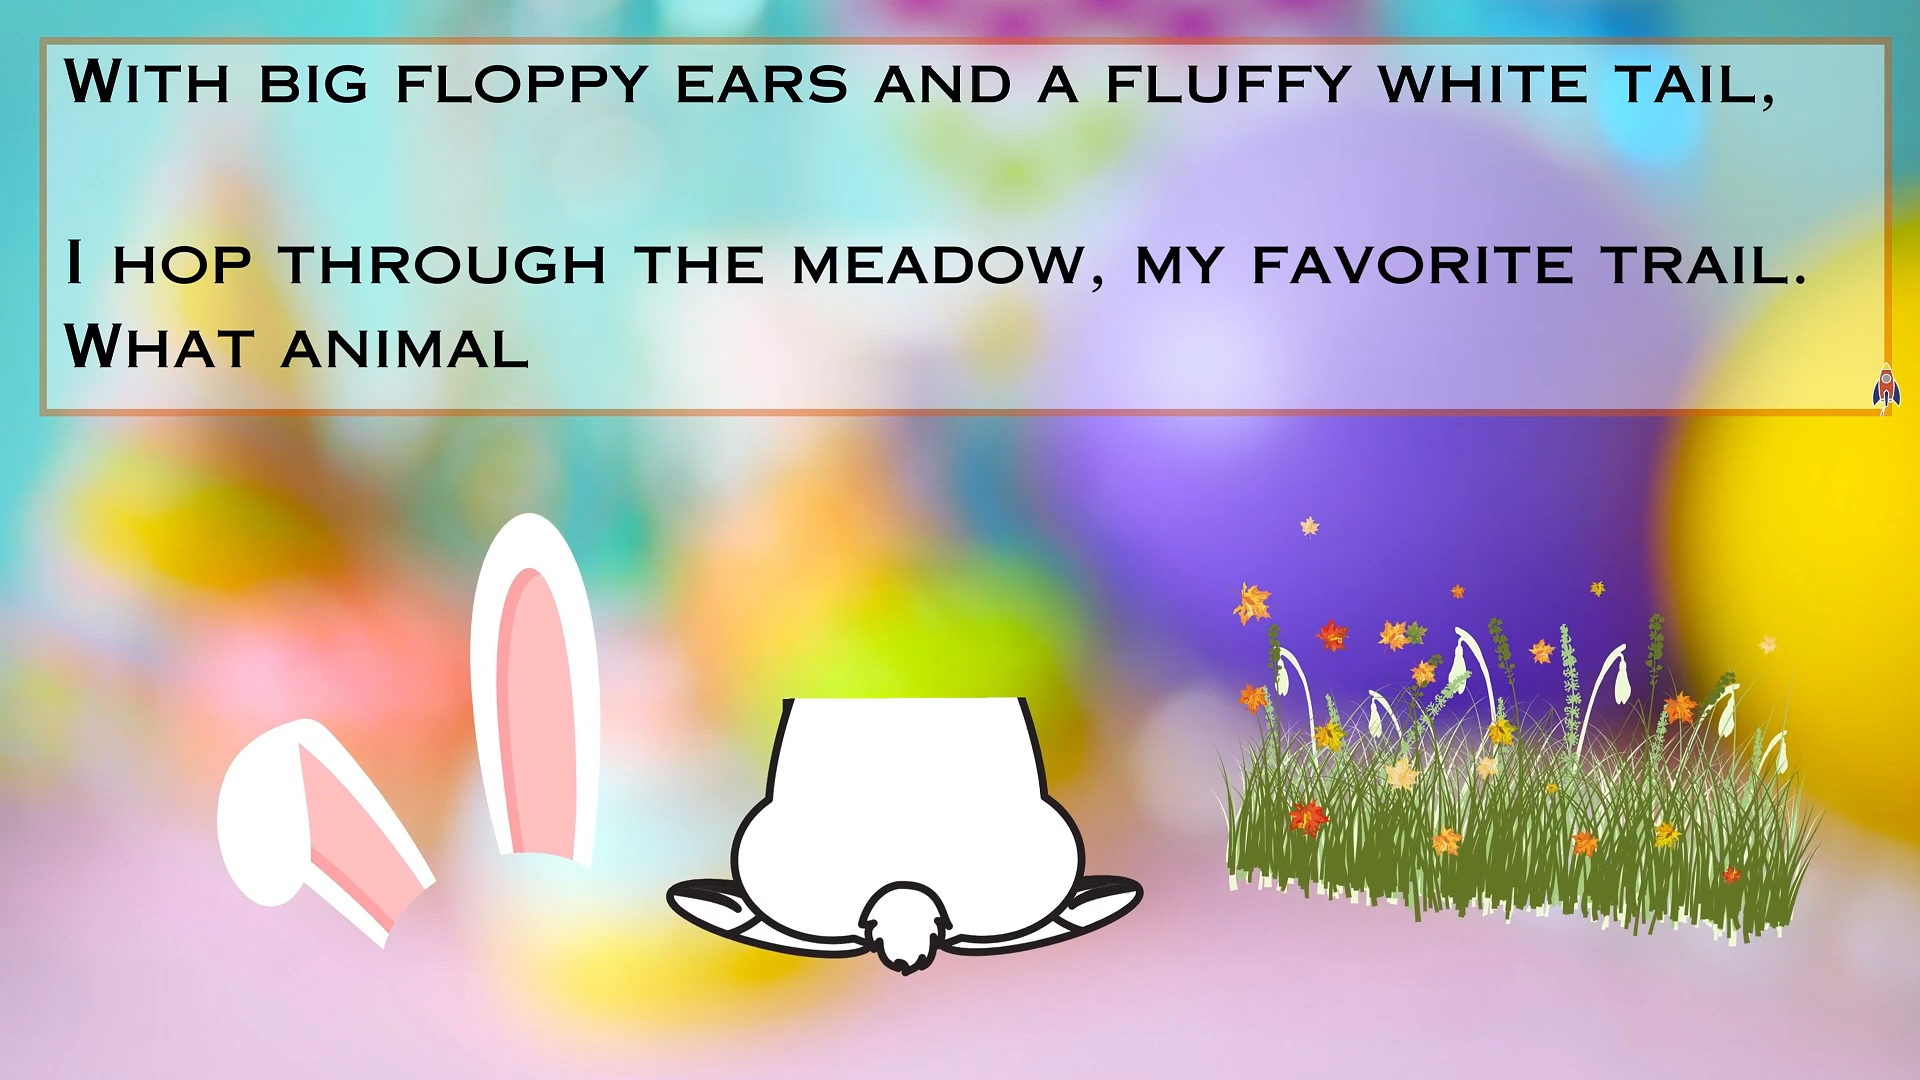 With big floppy ears and a fluffy white tail,
I hop through the meadow, my favorite trail.
What animal